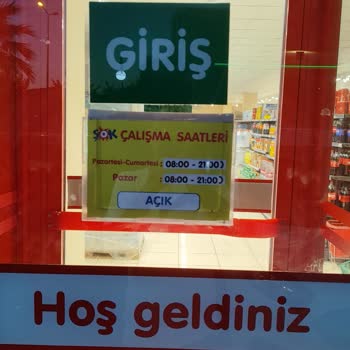 GİRİŞ
ŞOK ÇALIŞMA SAATLERİ
Pazartesi-Cumartesi : 08:00 - 21:00
Pazar : 08:00 - 21:00
AÇIK
Hoş geldiniz